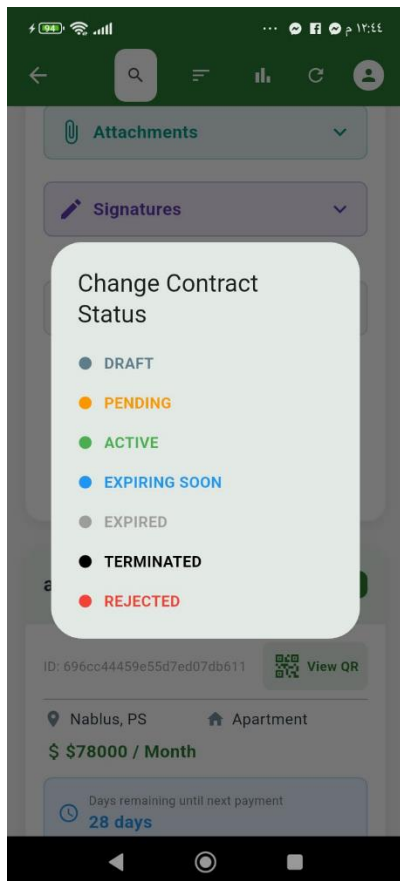 94
١٢:٤٤ م
Attachments
Signatures
Change Contract
Status
DRAFT
PENDING
ACTIVE
EXPIRING SOON
EXPIRED
TERMINATED
REJECTED
a
ID: 696cc44459e55d7ed07db611 View QR
Nablus, PS Apartment
$ $78000 / Month
Days remaining until next payment
28 days